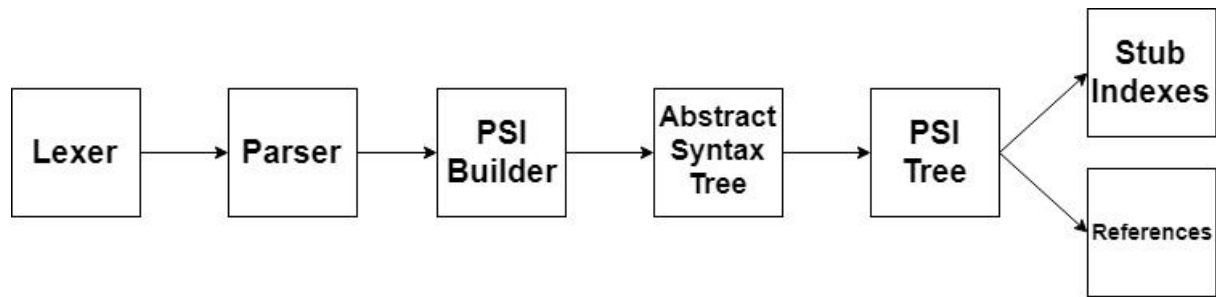 Lexer
Parser
PSI
Builder
Abstract
Syntax
Tree
PSI
Tree
Stub
Indexes
References